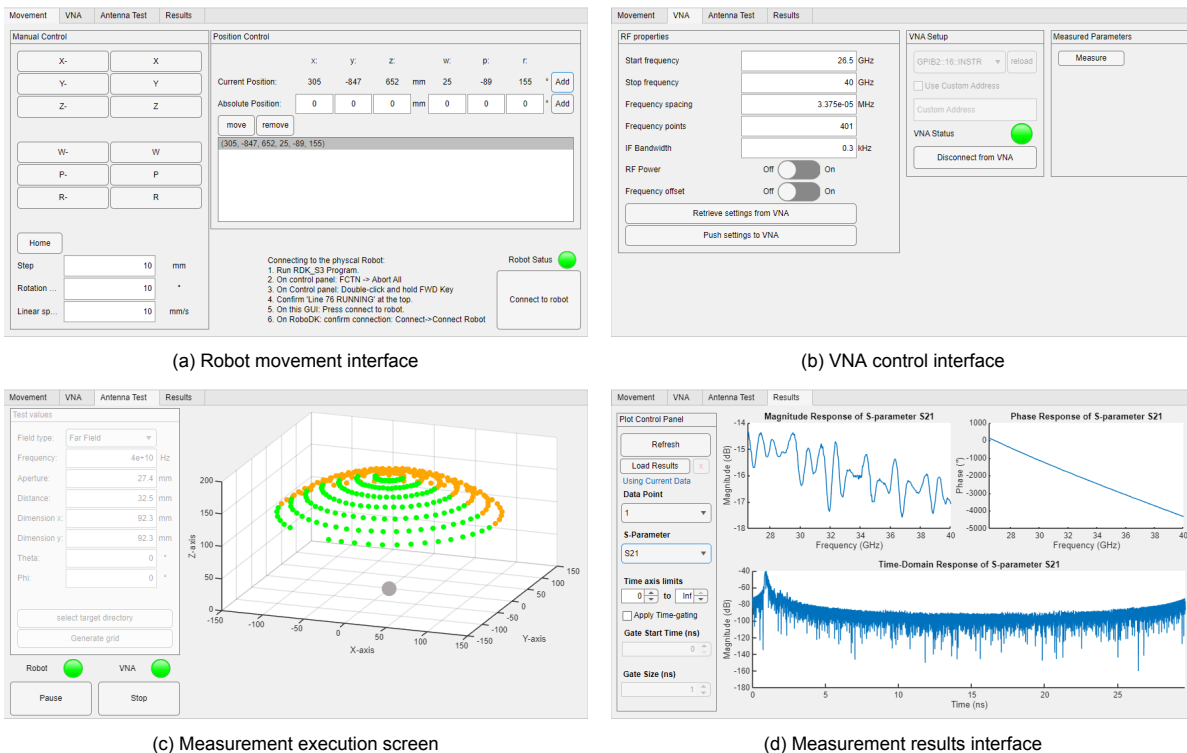 Movement VNA Antenna Test Results
Manual Control
X- X
Y- Y
Z- Z
W- W
P- P
R- R
Home
Step 10 mm
Rotation ... 10 °
Linear sp... 10 mm/s
Position Control
x: y: z: w: p: r:
Current Position: 305 -847 652 mm 25 -89 155 ° Add
Absolute Position: 0 0 0 mm 0 0 0 ° Add
move remove
(305, -847, 652, 25, -89, 155)
Connecting to the physcal Robot:
1. Run RDK_S3 Program.
2. On control panel: FCTN -> Abort All
3. On Control panel: Double-click and hold FWD Key
4. Confirm 'Line 76 RUNNING' at the top.
5. On this GUI: Press connect to robot.
6. On RoboDK: confirm connection: Connect->Connect Robot
Robot Satus
Connect to robot
(a) Robot movement interface
Movement VNA Antenna Test Results
RF properties
Start frequency 26.5 GHz
Stop frequency 40 GHz
Frequency spacing 3.375e-05 MHz
Frequency points 401
IF Bandwidth 0.3 kHz
RF Power Off On
Frequency offset Off On
Retrieve settings from VNA
Push settings to VNA
VNA Setup
GPIB2::16::INSTR reload
Use Custom Address
Custom Address
VNA Status
Disconnect from VNA
Measured Parameters
Measure
(b) VNA control interface
Movement VNA Antenna Test Results
Test values
Field type: Far Field
Frequency: 4e+10 Hz
Aperture: 27.4 mm
Distance: 32.5 mm
Dimension x: 92.3 mm
Dimension y: 92.3 mm
Theta: 0 °
Phi: 0 °
select target directory
Generate grid
Robot VNA
Pause Stop
200
150
100
50
0
Z-axis
-150 -100 -50 0 50 100 150
X-axis
-150 -100 -50 0 50 100 150
Y-axis
(c) Measurement execution screen
Movement VNA Antenna Test Results
Plot Control Panel
Refresh
Load Results x
Using Current Data
Data Point
1
S-Parameter
S21
Time axis limits
0 to Inf
Apply Time-gating
Gate Start Time (ns)
0
Gate Size (ns)
1
Magnitude Response of S-parameter S21
-14
-15
-16
-17
-18
Magnitude (dB)
28 30 32 34 36 38 40
Frequency (GHz)
Phase Response of S-parameter S21
1000
0
-1000
-2000
-3000
-4000
-5000
Phase (°)
28 30 32 34 36 38 40
Frequency (GHz)
Time-Domain Response of S-parameter S21
-40
-60
-80
-100
-120
-140
-160
-180
Magnitude (dB)
0 5 10 15 20 25
Time (ns)
(d) Measurement results interface